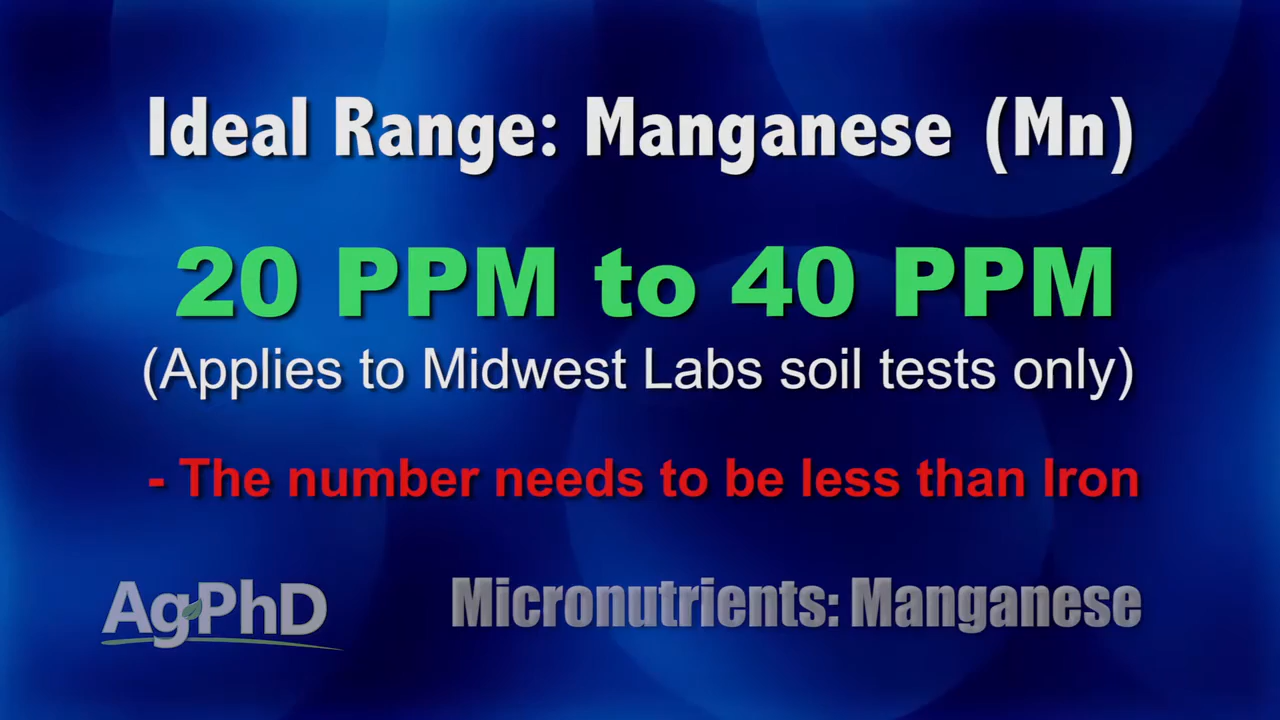 Ideal Range: Manganese (Mn)
20 PPM to 40 PPM
(Applies to Midwest Labs soil tests only)
- The number needs to be less than Iron
AgPhD
Micronutrients: Manganese